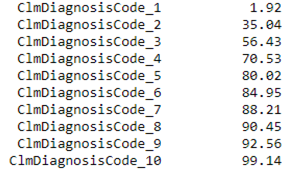 ClmDiagnosisCode_1 1.92
ClmDiagnosisCode_2 35.04
ClmDiagnosisCode_3 56.43
ClmDiagnosisCode_4 70.53
ClmDiagnosisCode_5 80.02
ClmDiagnosisCode_6 84.95
ClmDiagnosisCode_7 88.21
ClmDiagnosisCode_8 90.45
ClmDiagnosisCode_9 92.56
ClmDiagnosisCode_10 99.14